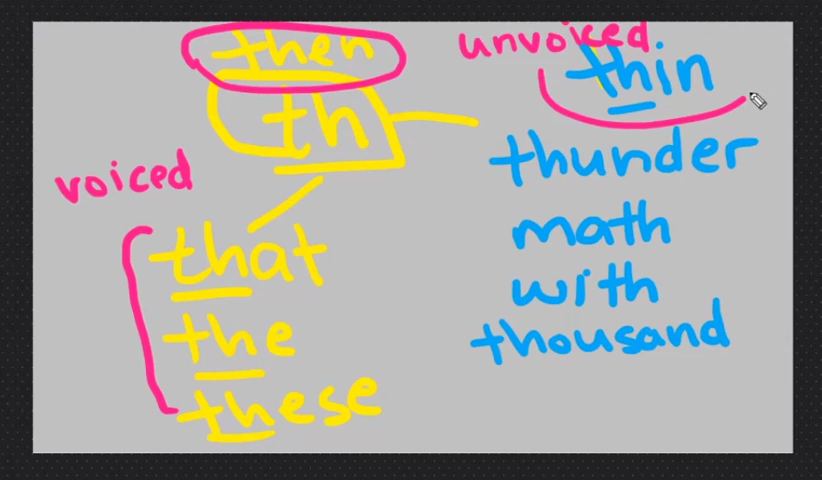 then
th
voiced
that
the
these
unvoiced
thin
thunder
math
with
thousand